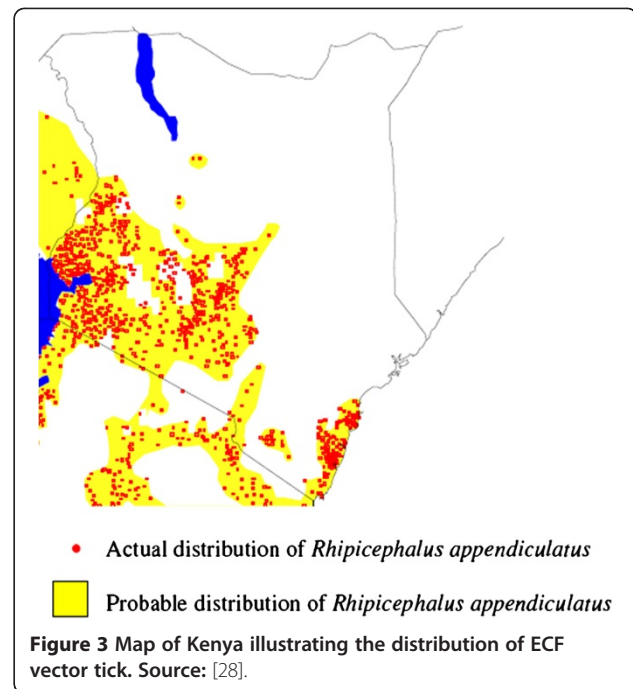 Actual distribution of Rhipicephalus appendiculatus
Probable distribution of Rhipicephalus appendiculatus
Figure 3 Map of Kenya illustrating the distribution of ECF
vector tick. Source: [28].